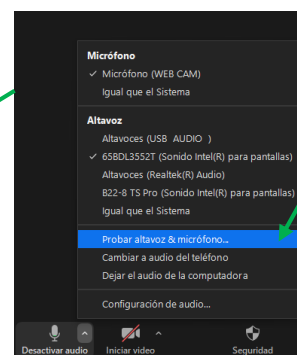 Micrófono
Micrófono (WEB CAM)
Igual que el Sistema
Altavoz
Altavoces (USB AUDIO )
65BDL3552T (Sonido Intel(R) para pantallas)
Altavoces (Realtek(R) Audio)
B22-8 TS Pro (Sonido Intel(R) para pantallas)
Igual que el Sistema
Probar altavoz & micrófono...
Cambiar a audio del teléfono
Dejar el audio de la computadora
Configuración de audio...
Desactivar audio Iniciar video Seguridad